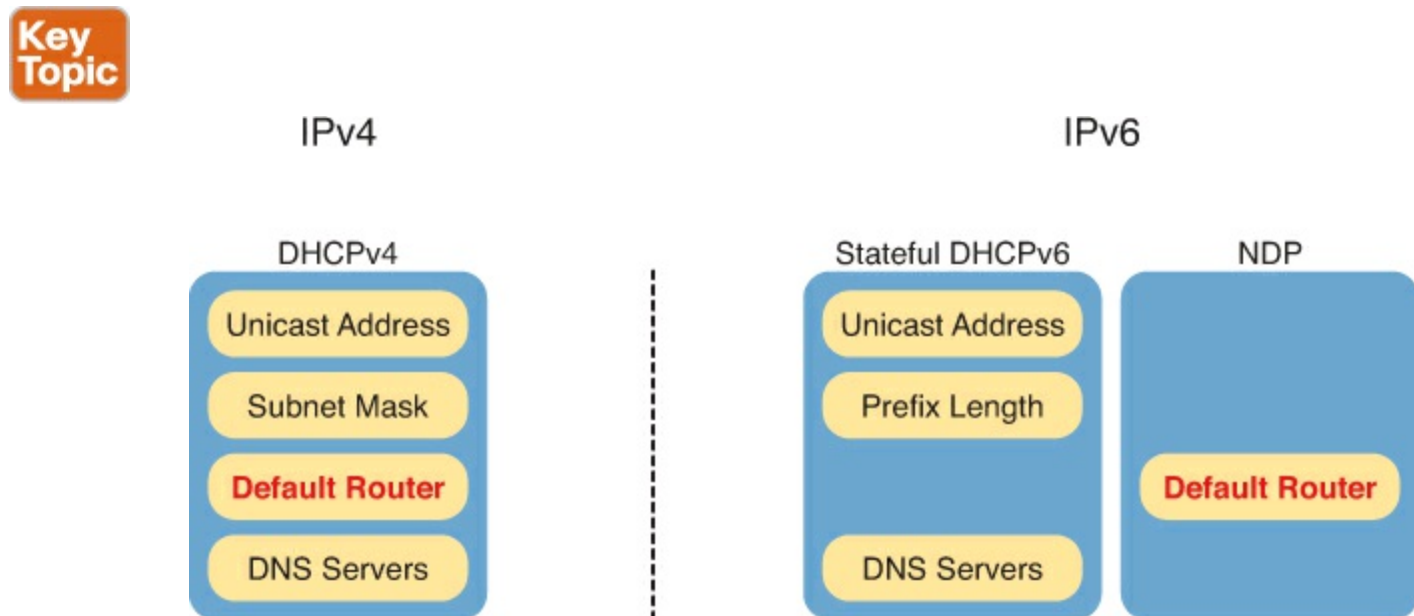 Key
Topic
IPv4
IPv6
DHCPv4
Stateful DHCPv6
NDP
Unicast Address
Subnet Mask
Default Router
DNS Servers
Unicast Address
Prefix Length
DNS Servers
Default Router